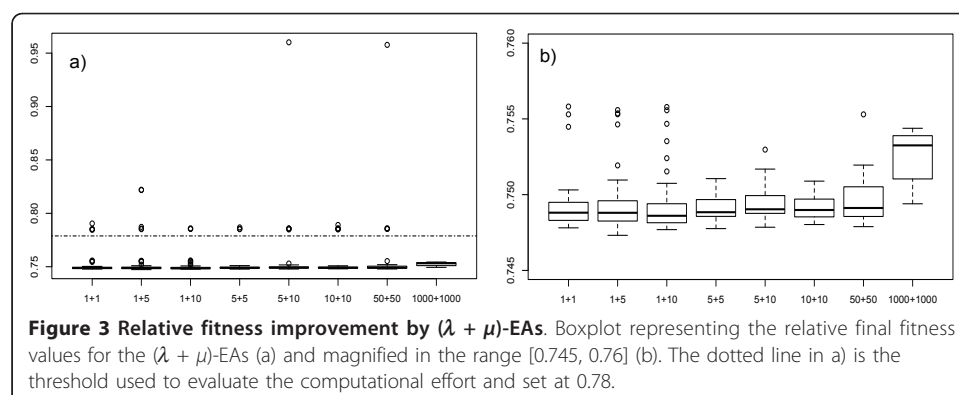 a)
0.95
0.90
0.85
0.80
0.75
1+1 1+5 1+10 5+5 5+10 10+10 50+50 1000+1000
b)
0.760
0.755
0.750
0.745
1+1 1+5 1+10 5+5 5+10 10+10 50+50 1000+1000
Figure 3 Relative fitness improvement by (λ + μ)-EAs. Boxplot representing the relative final fitness
values for the (λ + μ)-EAs (a) and magnified in the range [0.745, 0.76] (b). The dotted line in a) is the
threshold used to evaluate the computational effort and set at 0.78.